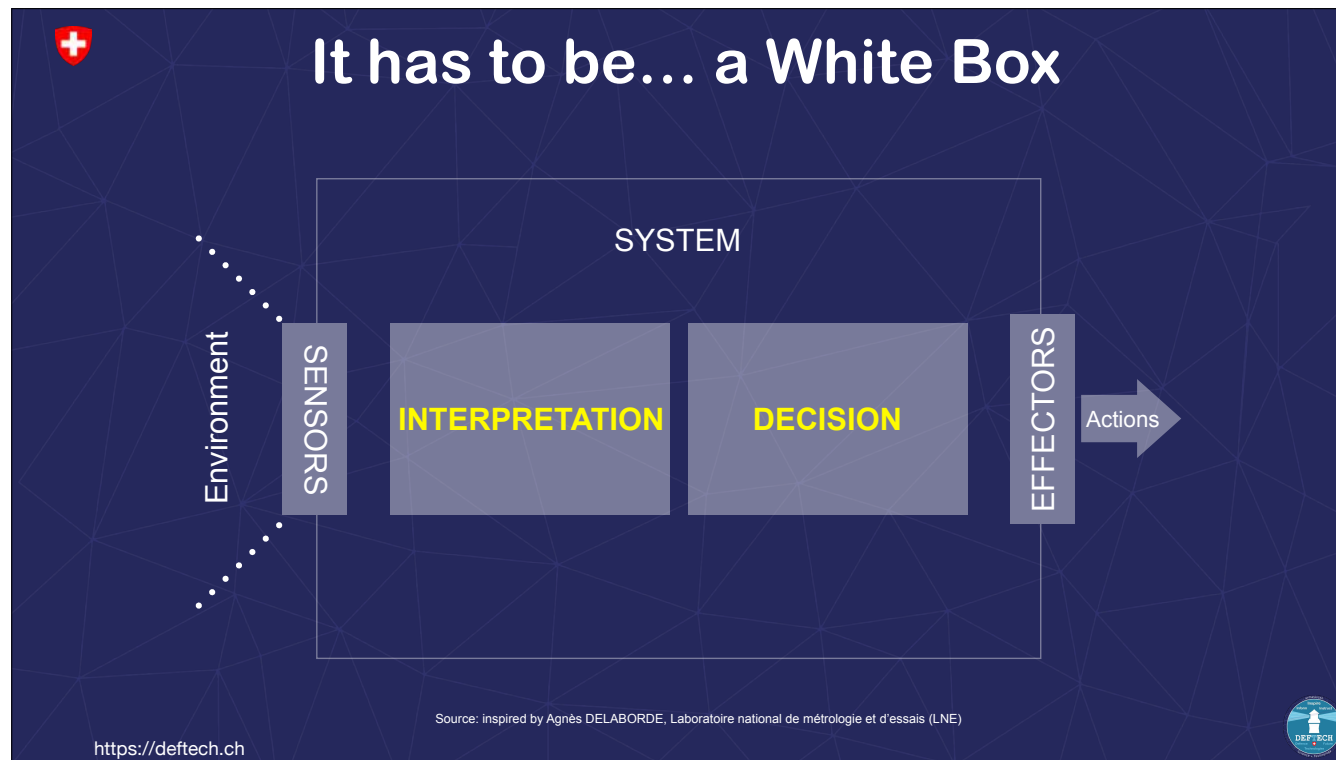 It has to be... a White Box
SYSTEM
Environment
SENSORS
INTERPRETATION
DECISION
EFFECTORS
Actions
Source: inspired by Agnès DELABORDE, Laboratoire national de métrologie et d'essais (LNE)
https://deftech.ch
DEFTECH